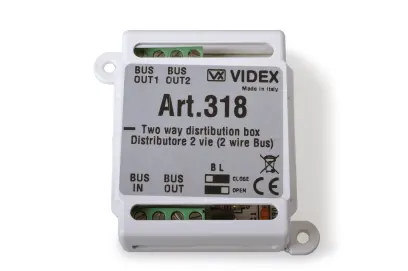 BUS BUS
OUT1 OUT2
VIDEX
Made in Italy
Art.318
Two way disrtibution box
Distributore 2 vie (2 wire Bus)
B L
BUS BUS
IN OUT
CLOSE
OPEN
CE